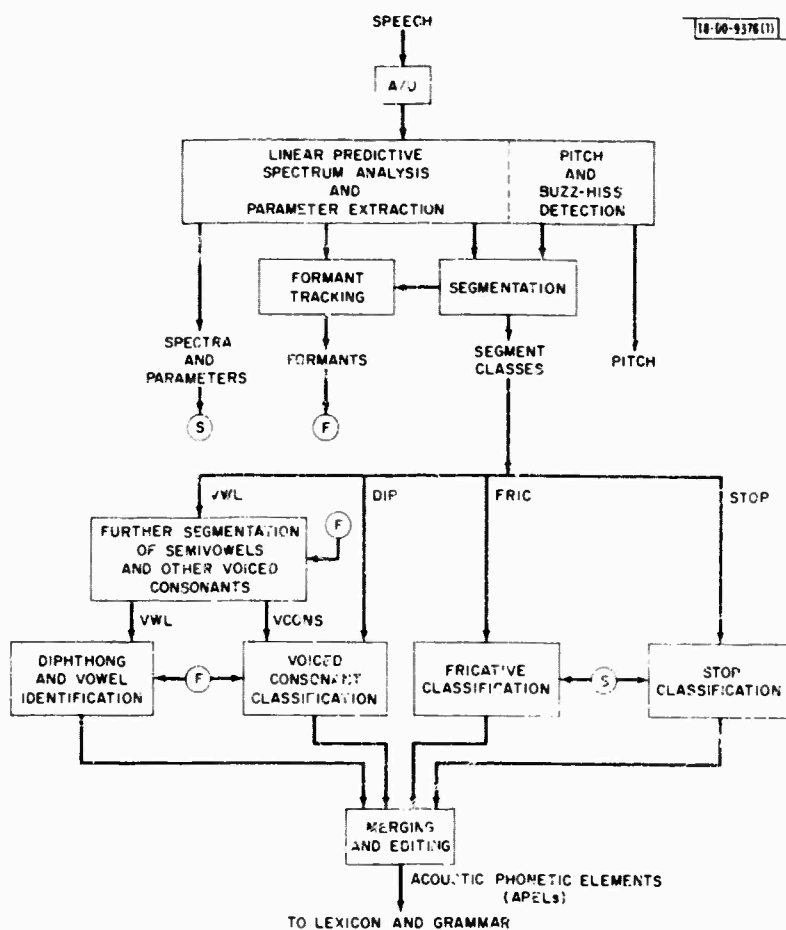 SPEECH
18-00-9376(1)
A/D
LINEAR PREDICTIVE
SPECTRUM ANALYSIS
AND
PARAMETER EXTRACTION
PITCH
AND
BUZZ-HISS
DETECTION
FORMANT
TRACKING
SEGMENTATION
SPECTRA
AND
PARAMETERS
FORMANTS
SEGMENT
CLASSES
PITCH
S
F
VWL
DIP
FRIC
STOP
FURTHER SEGMENTATION
OF SEMIVOWELS
AND OTHER VOICED
CONSONANTS
F
VWL
VCONS
DIPHTHONG
AND VOWEL
IDENTIFICATION
F
VOICED
CONSONANT
CLASSIFICATION
FRICATIVE
CLASSIFICATION
S
STOP
CLASSIFICATION
MERGING
AND EDITING
ACOUSTIC PHONETIC ELEMENTS
(APELs)
TO LEXICON AND GRAMMAR